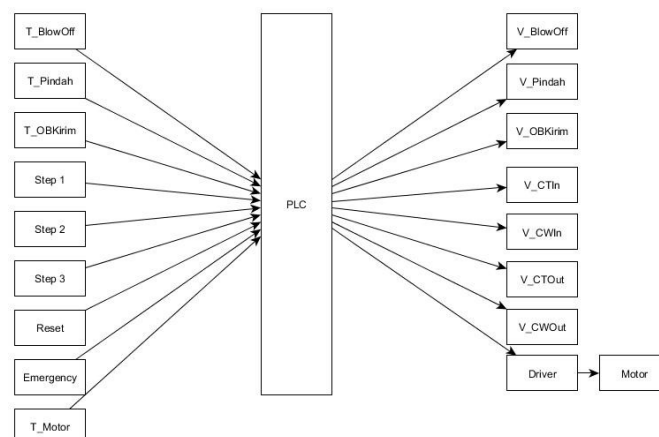 T_BlowOff
T_Pindah
T_OBKirim
Step 1
Step 2
Step 3
Reset
Emergency
T_Motor
PLC
V_BlowOff
V_Pindah
V_OBKirim
V_CTIn
V_CWIn
V_CTOut
V_CWOut
Driver
Motor